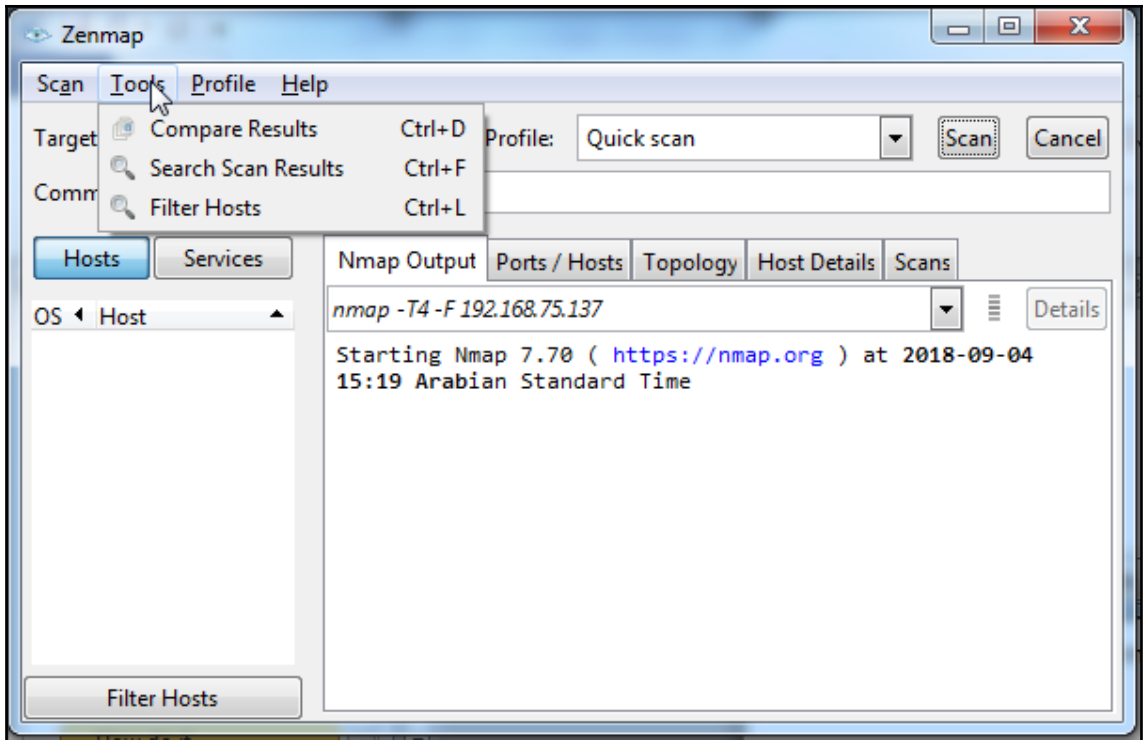 Zenmap
Scan Tools Profile Help
Target
Compare Results Ctrl+D
Profile: Quick scan Scan Cancel
Search Scan Results Ctrl+F
Comm
Filter Hosts Ctrl+L
Hosts Services
Nmap Output Ports / Hosts Topology Host Details Scans
OS Host
nmap -T4 -F 192.168.75.137 Details
Starting Nmap 7.70 ( https://nmap.org ) at 2018-09-04
15:19 Arabian Standard Time
Filter Hosts